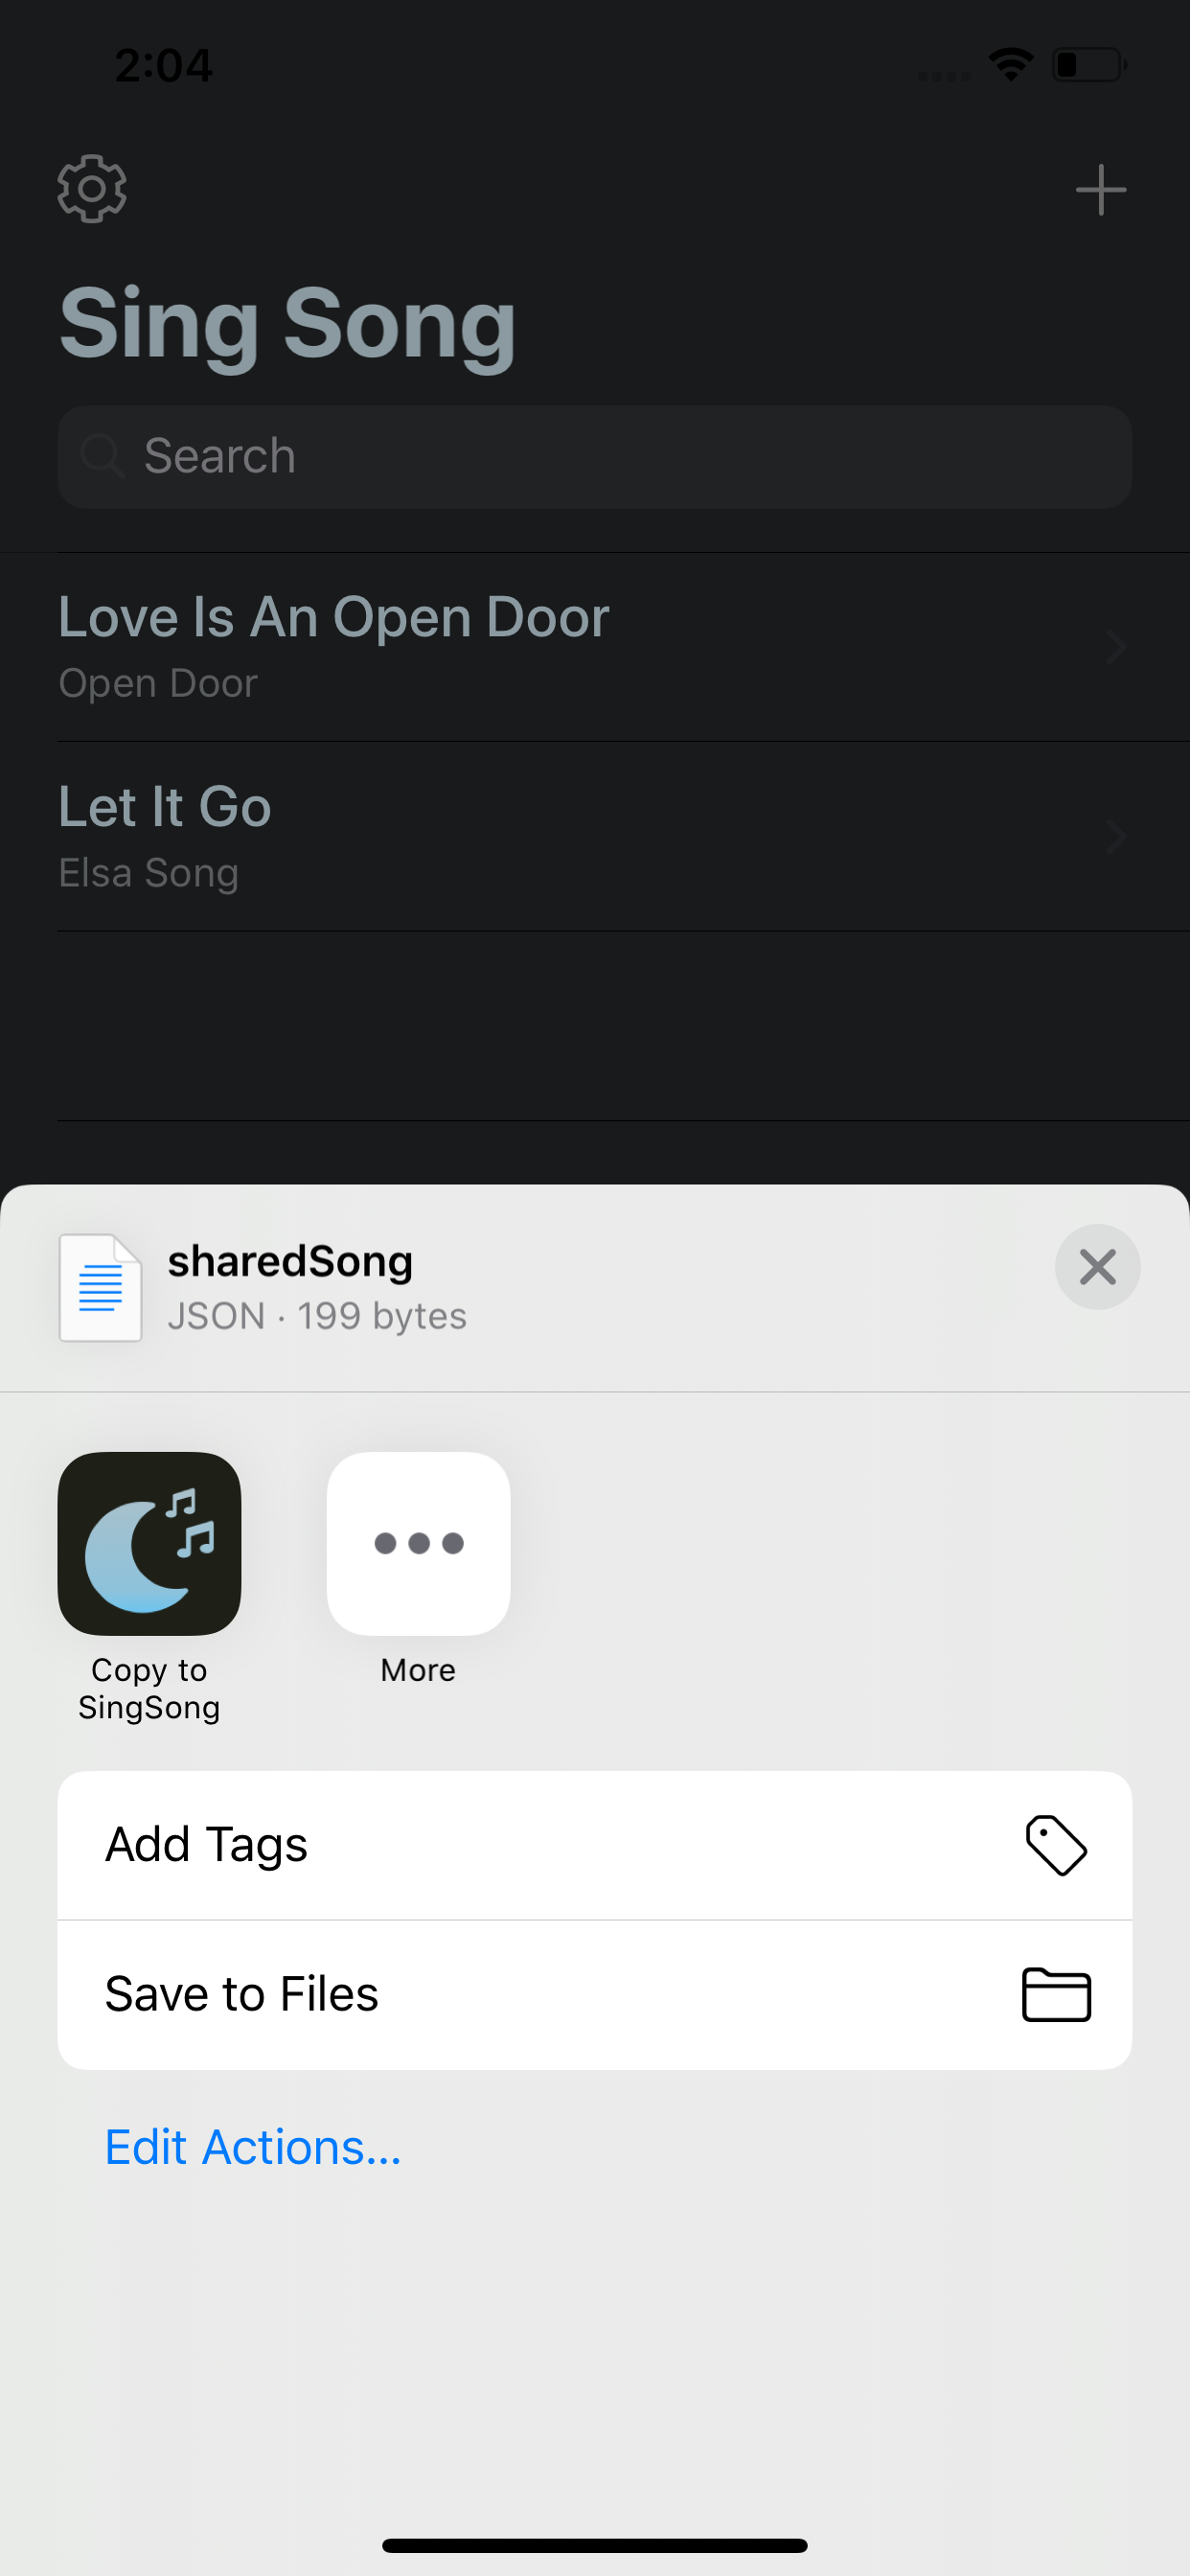 2:04
Sing Song
Search
Love Is An Open Door
Open Door
Let It Go
Elsa Song
sharedSong
JSON · 199 bytes
Copy to
SingSong
More
Add Tags
Save to Files
Edit Actions...